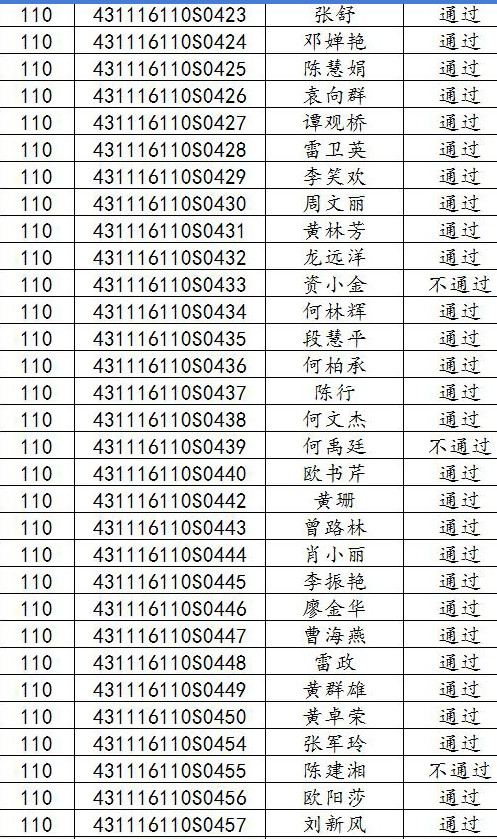 110 431116110S0423 张舒 通过
110 431116110S0424 邓婵艳 通过
110 431116110S0425 陈慧娟 通过
110 431116110S0426 袁向群 通过
110 431116110S0427 谭观桥 通过
110 431116110S0428 雷卫英 通过
110 431116110S0429 李笑欢 通过
110 431116110S0430 周文丽 通过
110 431116110S0431 黄林芳 通过
110 431116110S0432 龙远洋 通过
110 431116110S0433 资小金 不通过
110 431116110S0434 何林辉 通过
110 431116110S0435 段慧平 通过
110 431116110S0436 何柏承 通过
110 431116110S0437 陈行 通过
110 431116110S0438 何文杰 通过
110 431116110S0439 何禹廷 不通过
110 431116110S0440 欧书芹 通过
110 431116110S0442 黄珊 通过
110 431116110S0443 曾路林 通过
110 431116110S0444 肖小丽 通过
110 431116110S0445 李振艳 通过
110 431116110S0446 廖金华 通过
110 431116110S0447 曹海燕 通过
110 431116110S0448 雷政 通过
110 431116110S0449 黄群雄 通过
110 431116110S0450 黄卓荣 通过
110 431116110S0454 张军玲 通过
110 431116110S0455 陈建湘 不通过
110 431116110S0456 欧阳莎 通过
110 431116110S0457 刘新风 通过